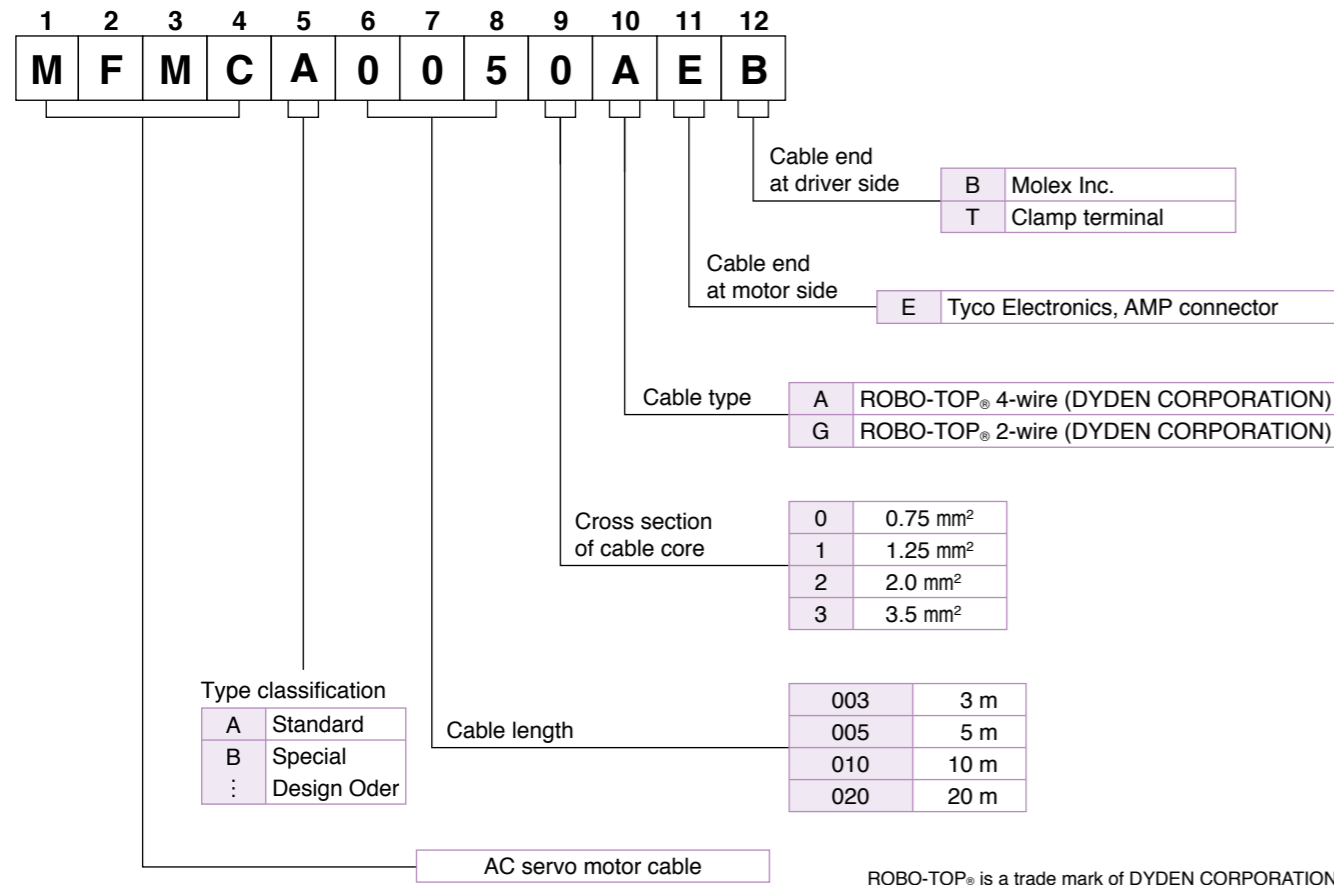 1 2 3 4 5 6 7 8 9 10 11 12
M F M C A 0 0 5 0 A E B
Cable end
at driver side
B Molex Inc.
T Clamp terminal
Cable end
at motor side
E Tyco Electronics, AMP connector
Cable type
A ROBO-TOP® 4-wire (DYDEN CORPORATION)
G ROBO-TOP® 2-wire (DYDEN CORPORATION)
Cross section
of cable core
0 0.75 mm²
1 1.25 mm²
2 2.0 mm²
3 3.5 mm²
Type classification
A Standard
B Special
⋮ Design Oder
Cable length
003 3 m
005 5 m
010 10 m
020 20 m
AC servo motor cable
ROBO-TOP® is a trade mark of DYDEN CORPORATION